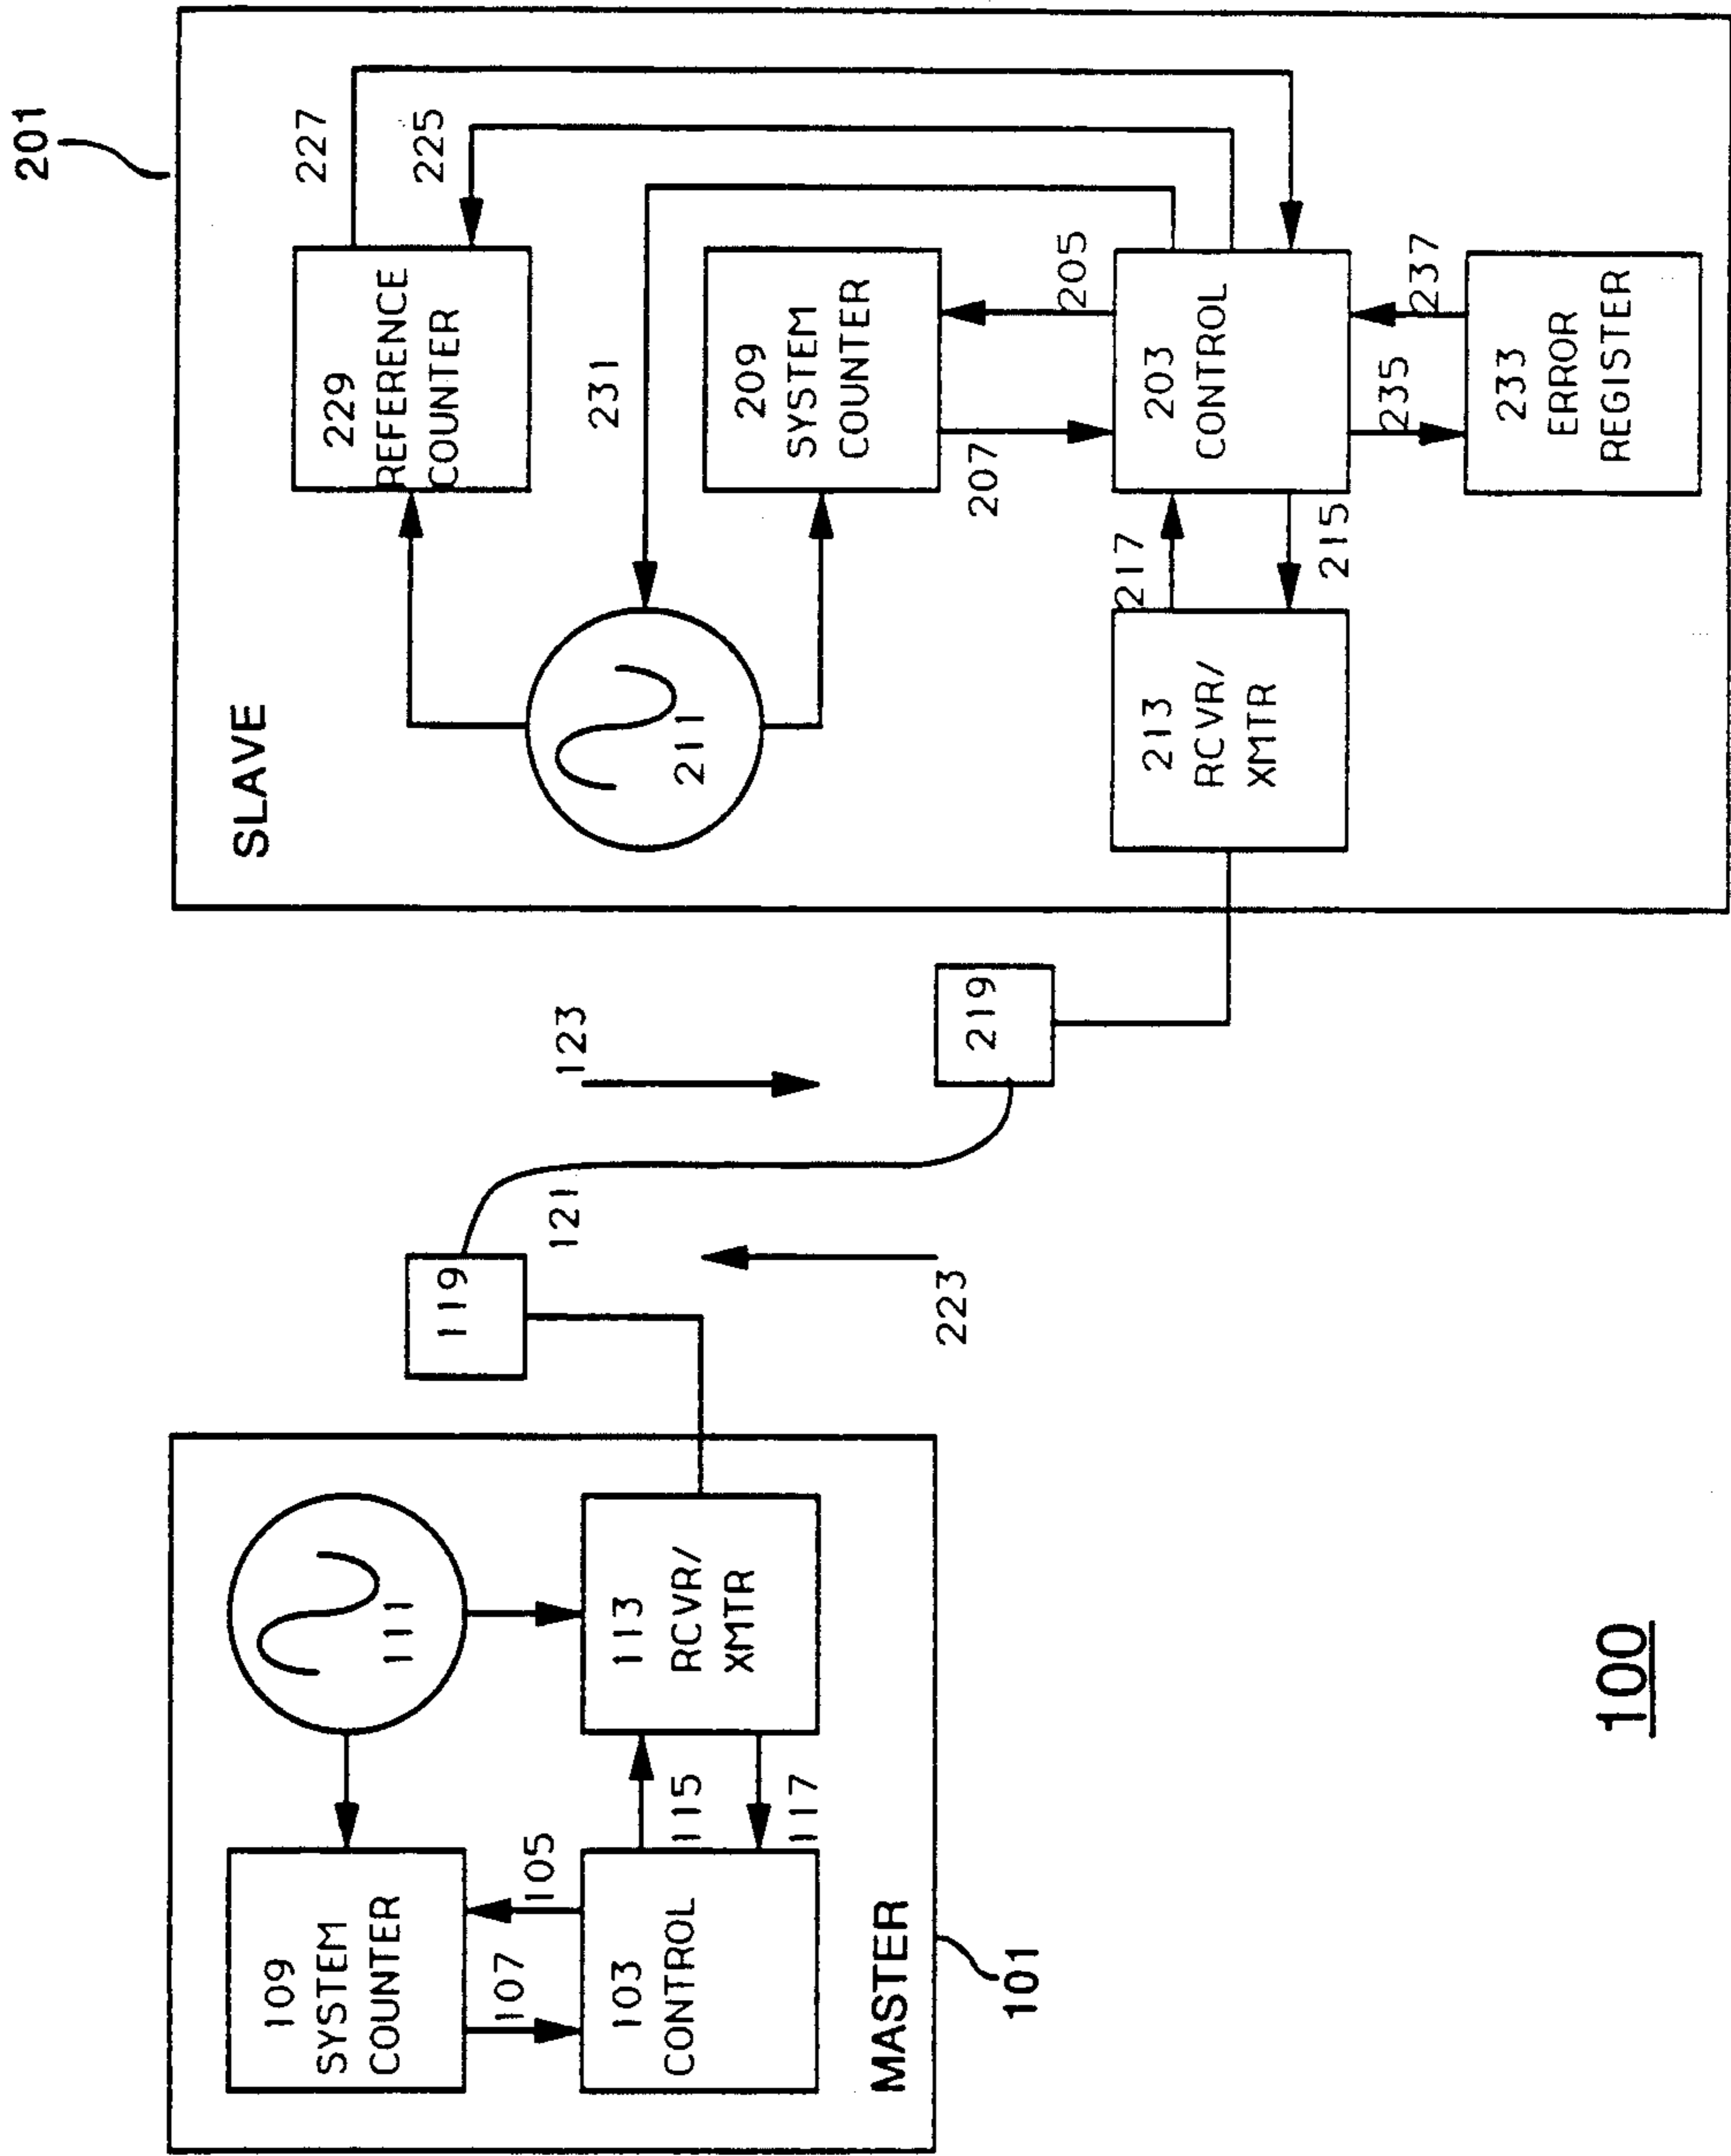 109
SYSTEM
COUNTER
111
107
105
103
CONTROL
115
117
113
RCVR/
XMTR
MASTER
101
119
121
123
223
219
201
SLAVE
211
229
REFERENCE
COUNTER
227
225
231
209
SYSTEM
COUNTER
207
205
213
RCVR/
XMTR
217
215
203
CONTROL
235
237
233
ERROR
REGISTER
100